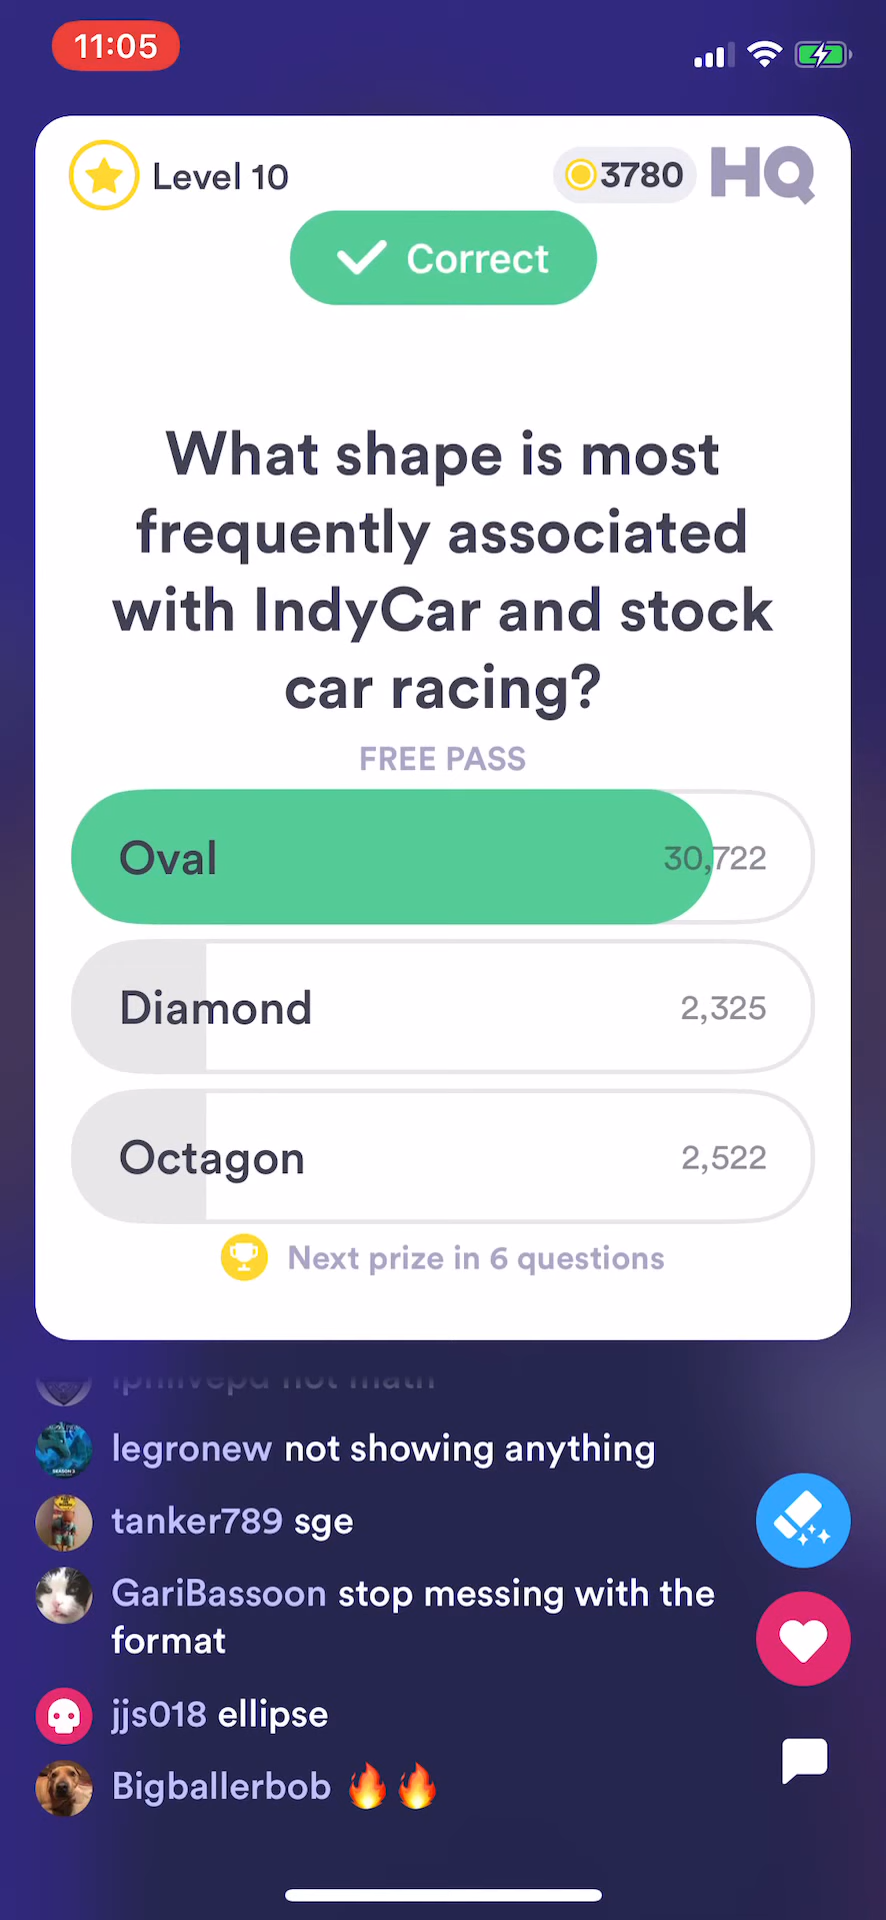 11:05
Level 10
3780
HQ
Correct
What shape is most
frequently associated
with IndyCar and stock
car racing?
FREE PASS
Oval 30,722
Diamond 2,325
Octagon 2,522
Next prize in 6 questions
not math
legronew not showing anything
tanker789 sge
GariBassoon stop messing with the
format
jjs018 ellipse
Bigballerbob 🔥🔥